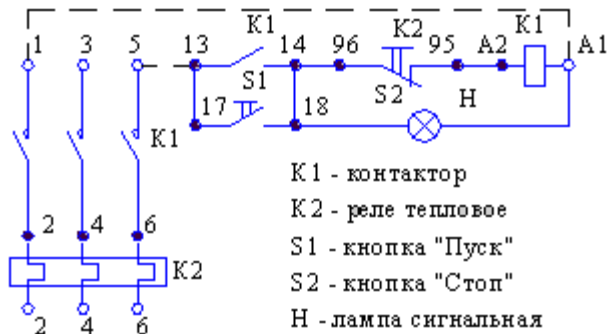 1 3 5 13 K1 14 96 K2 95 A2 K1 A1
17 S1 18 S2 H
K1
2 4 6
K2
2 4 6
K1 - контактор
K2 - реле тепловое
S1 - кнопка "Пуск"
S2 - кнопка "Стоп"
H - лампа сигнальная